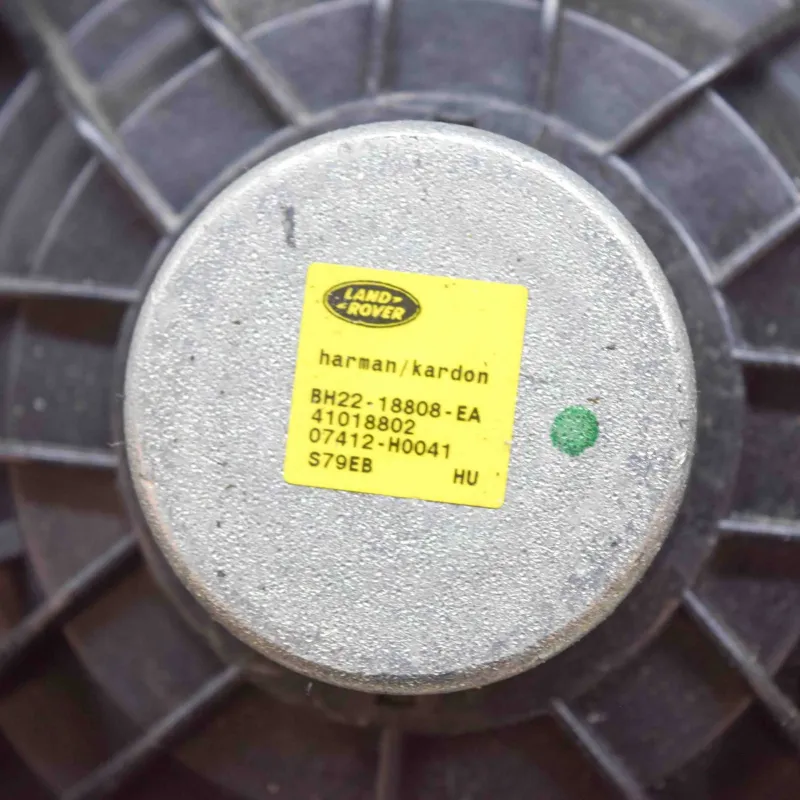 LAND
ROVER
harman/kardon
BH22-18808-EA
41018802
07412-H0041
S79EB HU